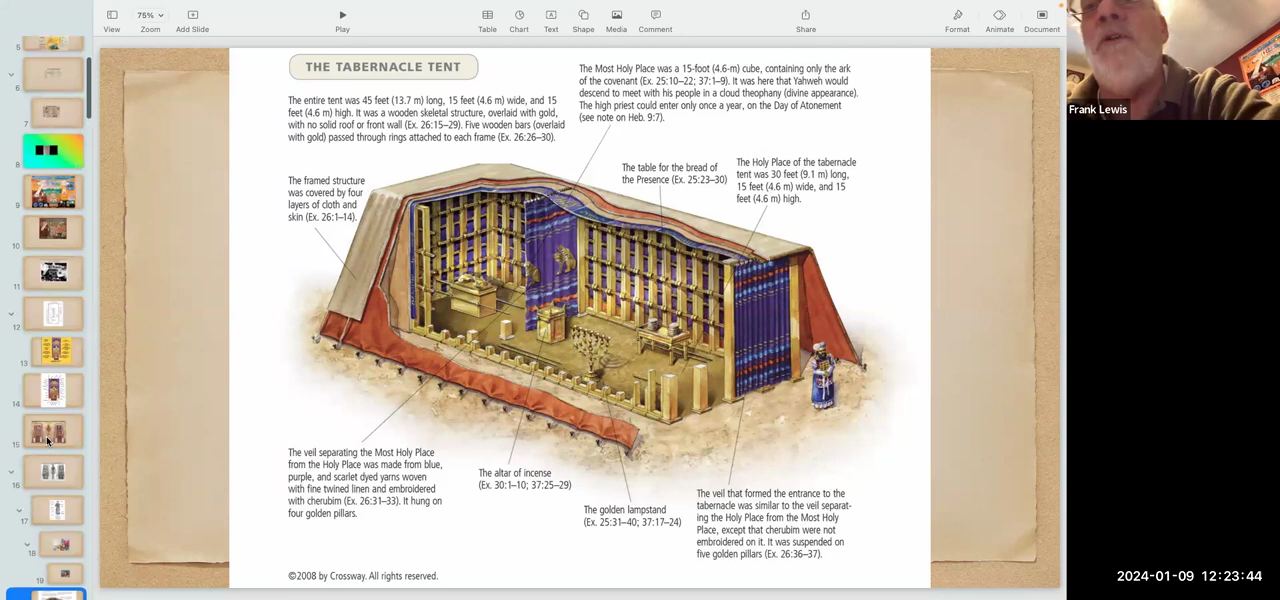 75%
View
Zoom
Add Slide
Play
Table
Chart
Text
Shape
Media
Comment
Share
Format
Animate
Document
5
6
7
8
9
10
11
12
13
14
15
16
17
18
19
THE TABERNACLE TENT
The entire tent was 45 feet (13.7 m) long, 15 feet (4.6 m) wide, and 15
feet (4.6 m) high. It was a wooden skeletal structure, overlaid with gold,
with no solid roof or front wall (Ex. 26:15–29). Five wooden bars (overlaid
with gold) passed through rings attached to each frame (Ex. 26:26–30).
The Most Holy Place was a 15-foot (4.6-m) cube, containing only the ark
of the covenant (Ex. 25:10–22; 37:1–9). It was here that Yahweh would
descend to meet with his people in a cloud theophany (divine appearance).
The high priest could enter only once a year, on the Day of Atonement
(see note on Heb. 9:7).
The framed structure
was covered by four
layers of cloth and
skin (Ex. 26:1–14).
The table for the bread of
the Presence (Ex. 25:23–30)
The Holy Place of the tabernacle
tent was 30 feet (9.1 m) long,
15 feet (4.6 m) wide, and 15
feet (4.6 m) high.
The veil separating the Most Holy Place
from the Holy Place was made from blue,
purple, and scarlet dyed yarns woven
with fine twined linen and embroidered
with cherubim (Ex. 26:31–33). It hung on
four golden pillars.
The altar of incense
(Ex. 30:1–10; 37:25–29)
The golden lampstand
(Ex. 25:31–40; 37:17–24)
The veil that formed the entrance to the
tabernacle was similar to the veil separat-
ing the Holy Place from the Most Holy
Place, except that cherubim were not
embroidered on it. It was suspended on
five golden pillars (Ex. 26:36–37).
©2008 by Crossway. All rights reserved.
Frank Lewis
2024-01-09 12:23:44